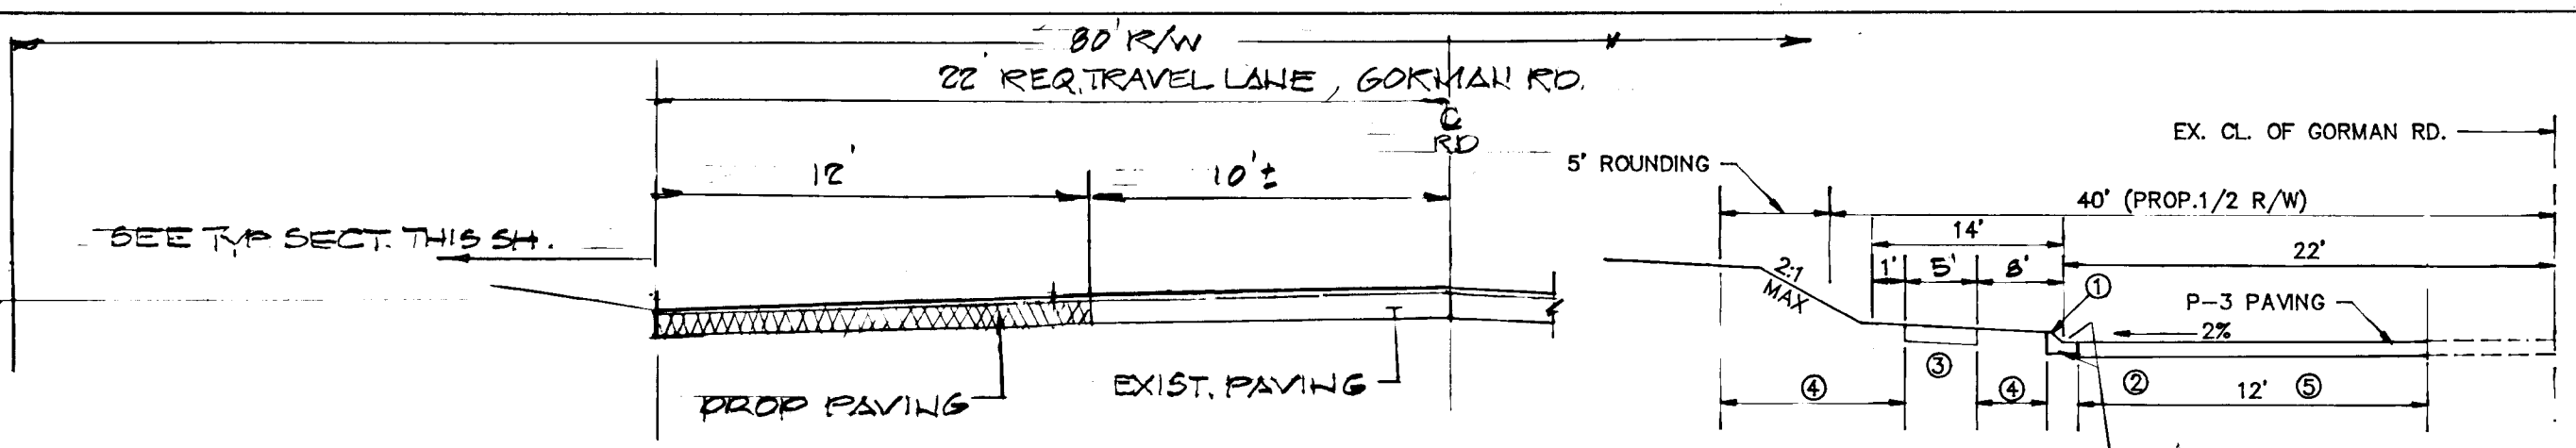 80' R/W
22' REQ. TRAVEL LANE, GORMAN RD.
C
RD
12'
10'±
SEE TYP SECT. THIS SH.
PROP PAVING
EXIST. PAVING
EX. CL. OF GORMAN RD.
5' ROUNDING
40' (PROP.1/2 R/W)
14'
22'
1'
5'
8'
2:1
MAX
①
P-3 PAVING
2%
③
④
④
②
12'
⑤